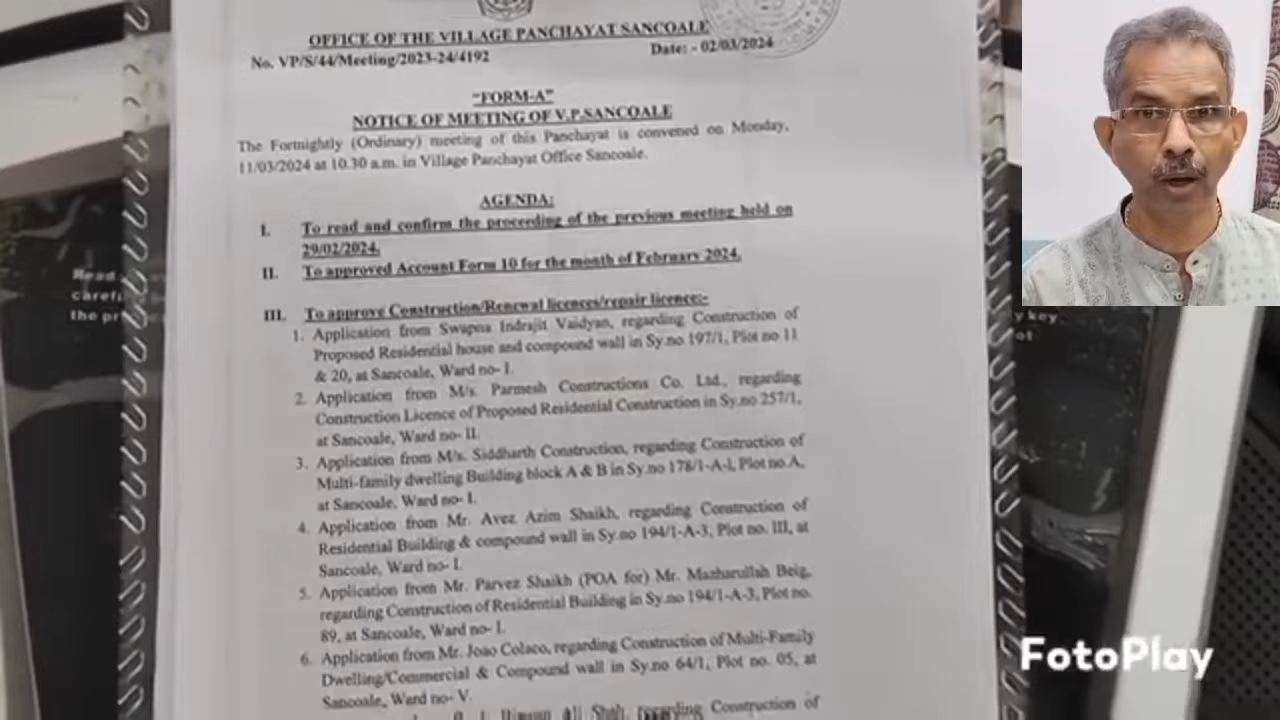 OFFICE OF THE VILLAGE PANCHAYAT SANCOALE
No. VP/S/44/Meeting/2023-24/4192
Date: - 02/03/2024
"FORM-A"
NOTICE OF MEETING OF V.P.SANCOALE
The Fortnightly (Ordinary) meeting of this Panchayat is convened on Monday,
11/03/2024 at 10.30 a.m. in Village Panchayat Office Sancoale.
AGENDA:
I. To read and confirm the proceeding of the previous meeting held on
29/02/2024.
II. To approved Account Form 10 for the month of February 2024.
III. To approve Construction/Renewal licences/repair licence:-
1. Application from Swapna Indrajit Vaidyan, regarding Construction of
Proposed Residential house and compound wall in Sy.no 197/1, Plot no 11
& 20, at Sancoale, Ward no- I.
2. Application from M/s. Parmesh Constructions Co. Ltd., regarding
Construction Licence of Proposed Residential Construction in Sy.no 257/1,
at Sancoale, Ward no- II.
3. Application from M/s. Siddharth Construction, regarding Construction of
Multi-family dwelling Building block A & B in Sy.no 178/1-A-1, Plot no.A,
at Sancoale, Ward no- I.
4. Application from Mr. Avez Azim Shaikh, regarding Construction of
Residential Building & compound wall in Sy.no 194/1-A-3, Plot no. III, at
Sancoale, Ward no- I.
5. Application from Mr. Parvez Shaikh (POA for) Mr. Mazharullah Beig,
regarding Construction of Residential Building in Sy.no 194/1-A-3, Plot no.
89, at Sancoale, Ward no- I.
6. Application from Mr. Joao Colaco, regarding Construction of Multi-Family
Dwelling/Commercial & Compound wall in Sy.no 64/1, Plot no. 05, at
Sancoale, Ward no- V.
Ali Shah, regarding Construction of
Read
the
key
FotoPlay